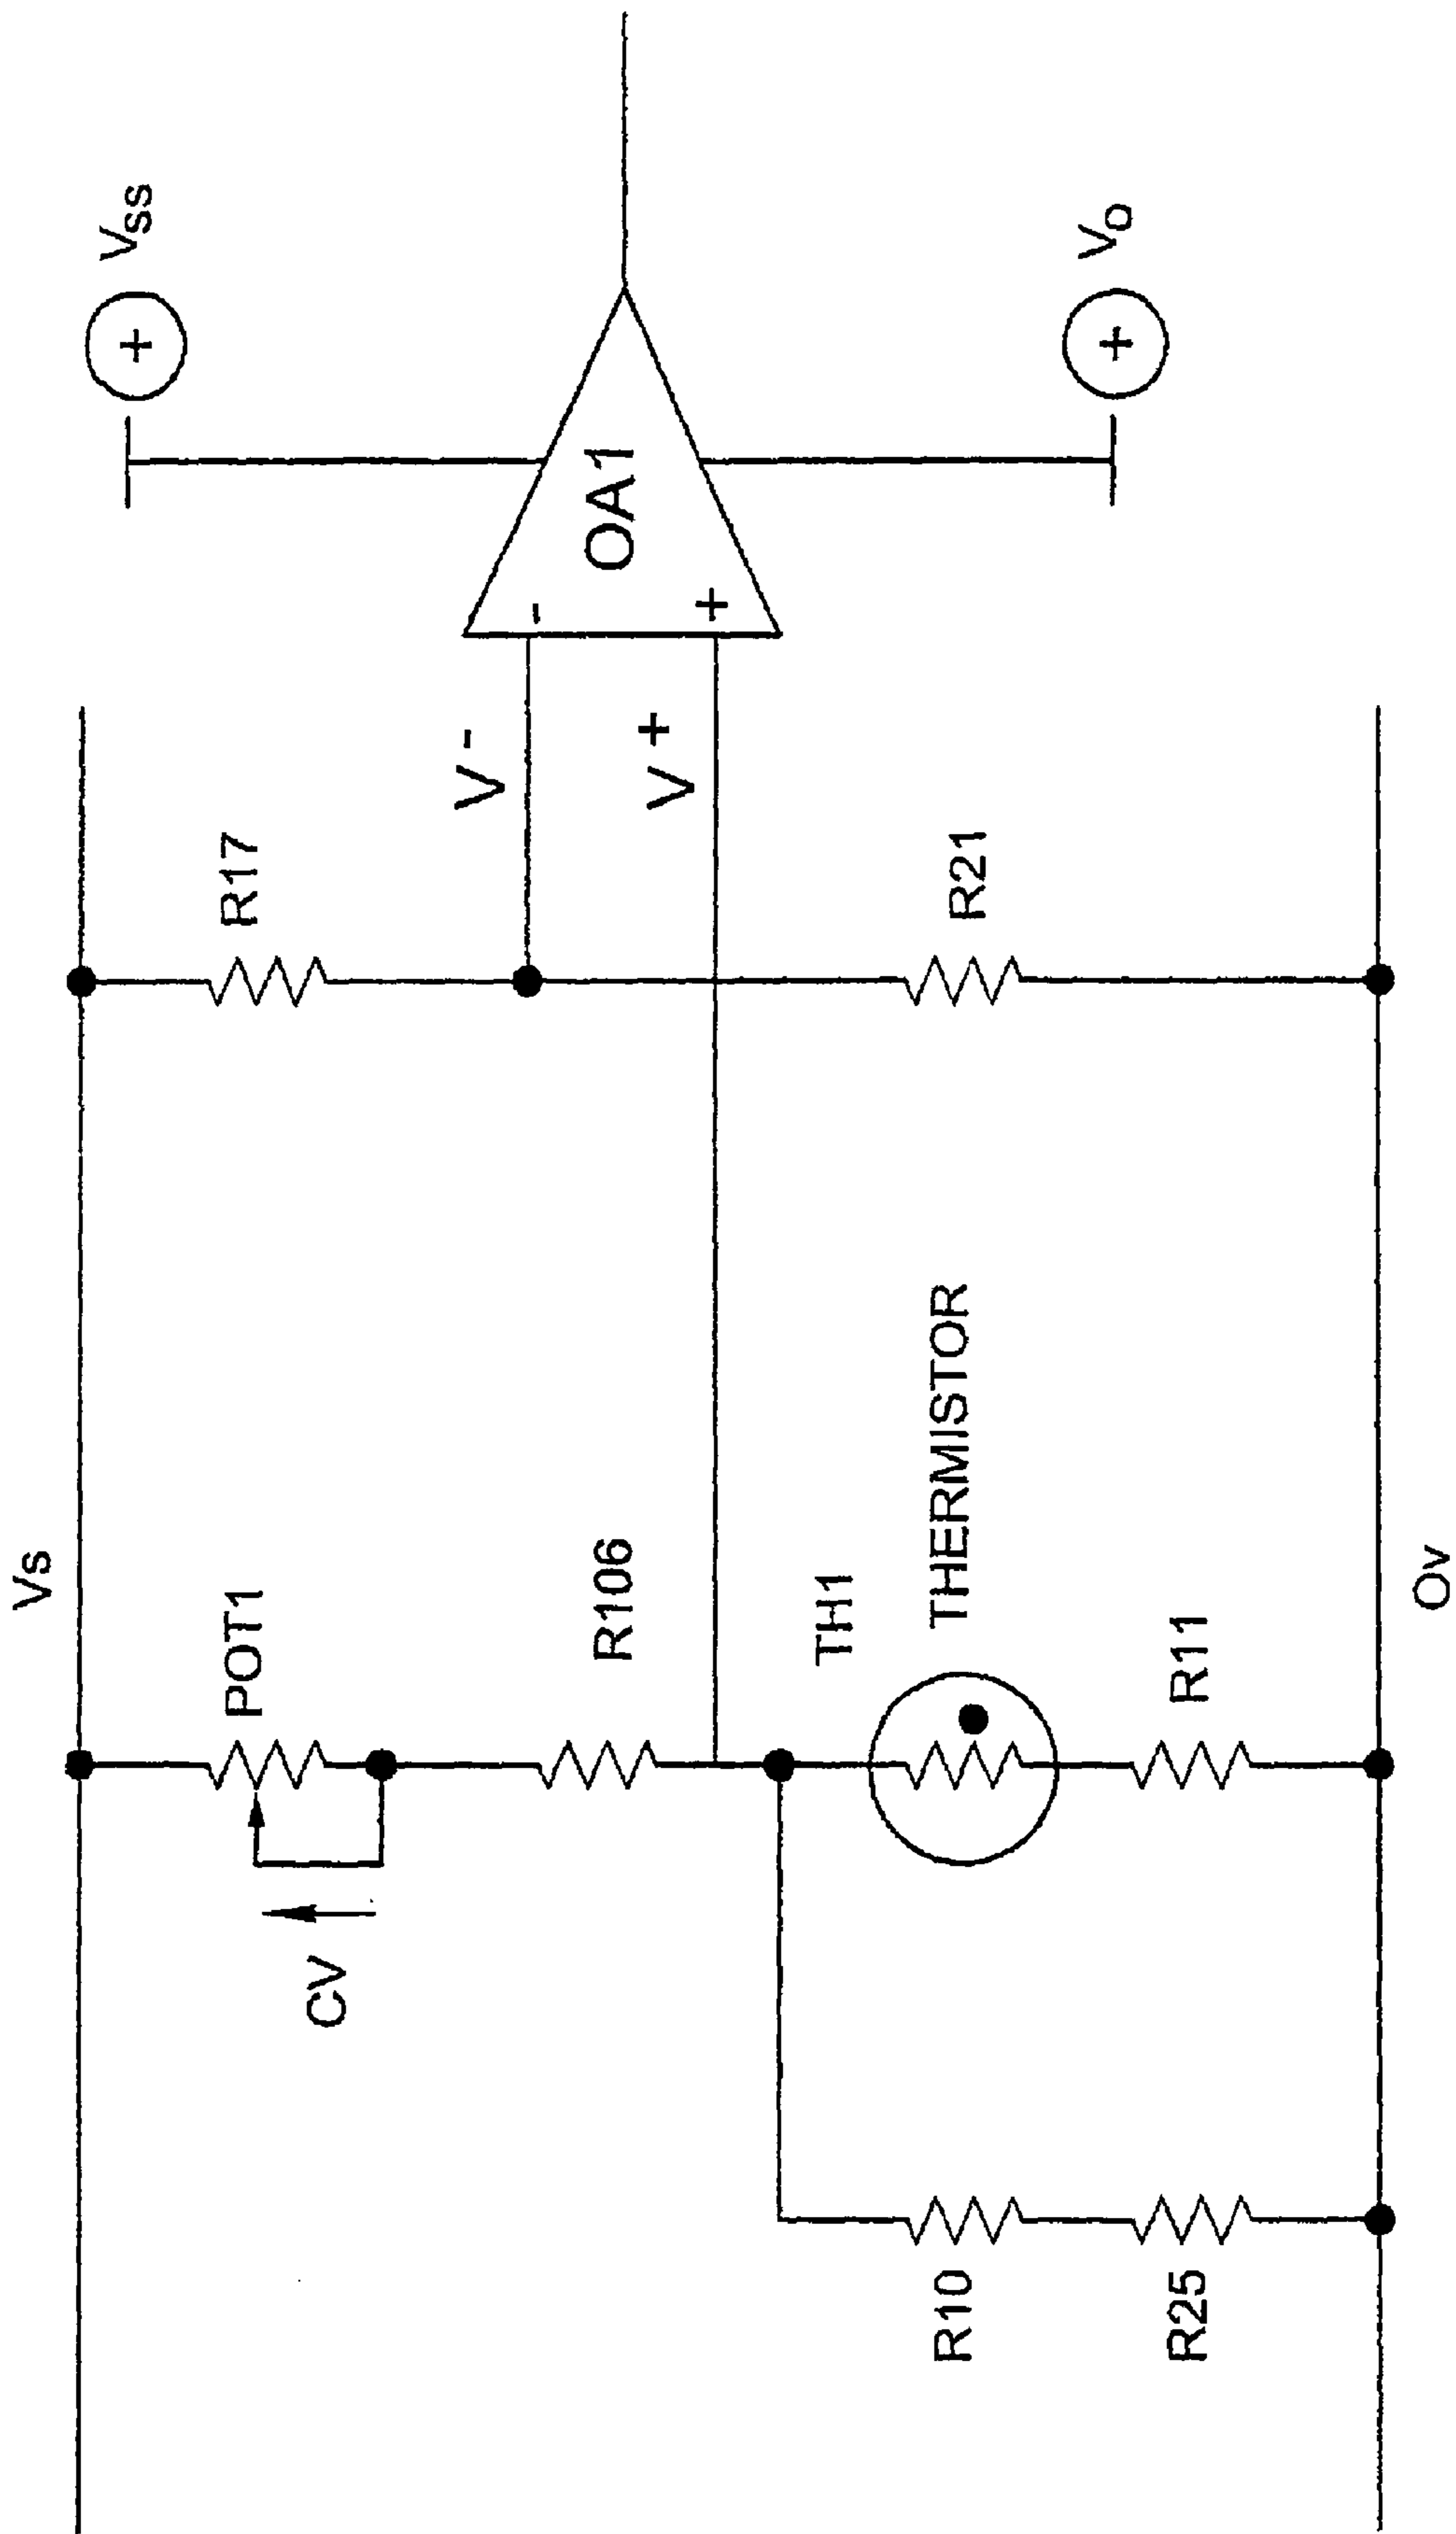 Vs
POT1
CV
R106
R17
V -
V +
OA1
- 
+
+ Vss
+ Vo
TH1
THERMISTOR
R11
R10
R25
R21
Ov